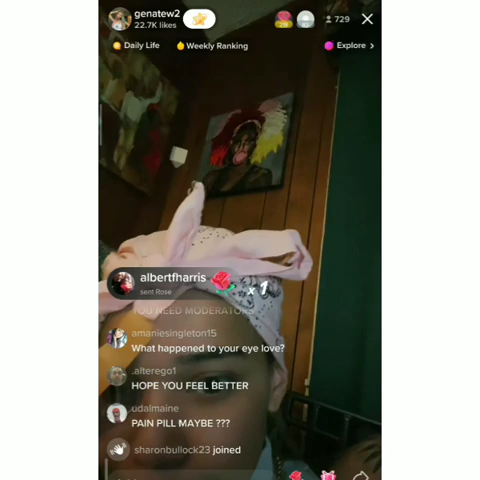 genatew2
22.7K likes
729
Daily Life
Weekly Ranking
Explore >
albertfharris
sent Rose
x 1
YOU NEED MODERATORS
amaniesingleton15
What happened to your eye love?
.alterego1
HOPE YOU FEEL BETTER
udalmaine
PAIN PILL MAYBE ???
sharonbullock23 joined